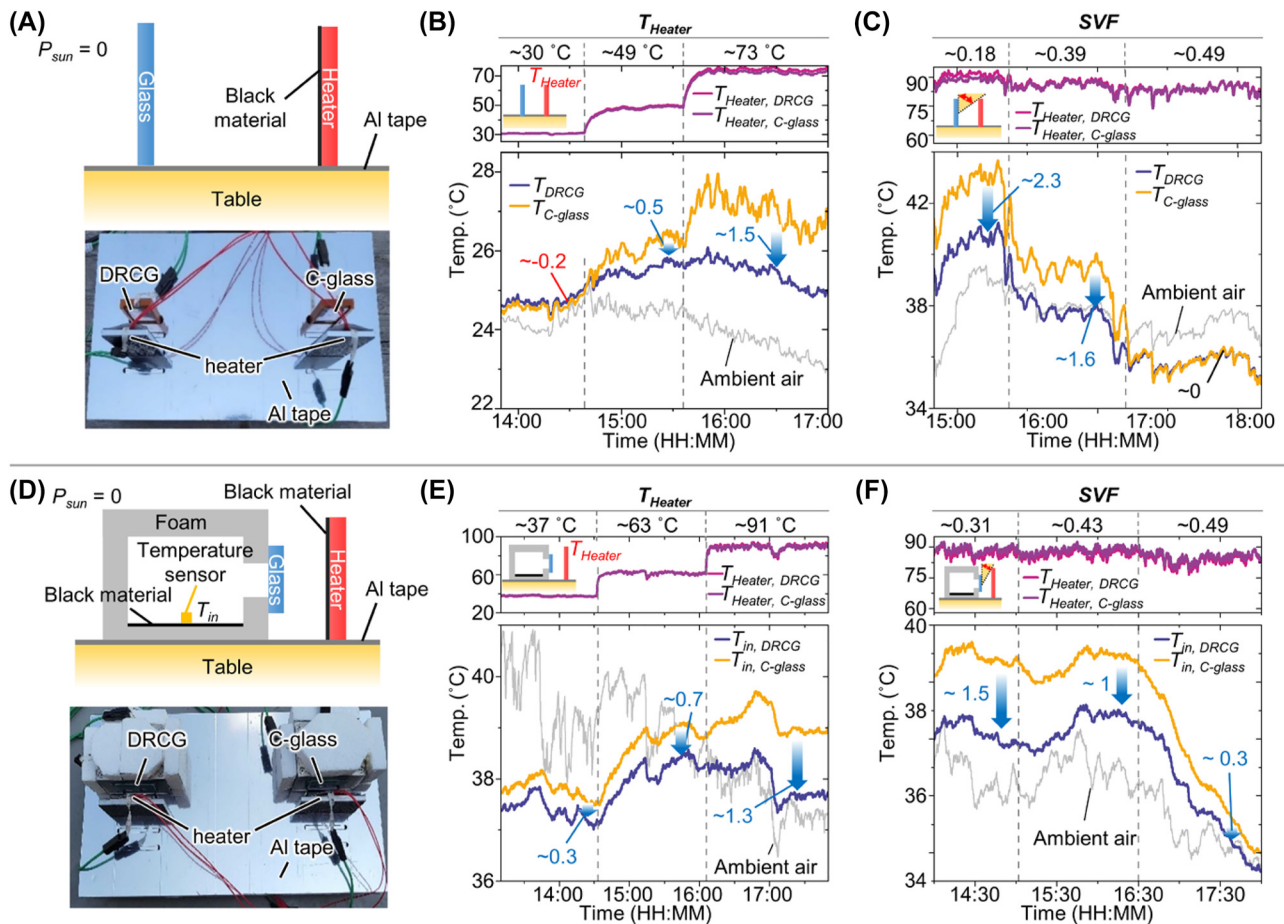 (A)
P_sun = 0
Glass
Heater
Black
material
Al tape
Table
DRCG
C-glass
heater
Al tape
(B)
T_Heater
~30 ˚C
~49 ˚C
~73 ˚C
70
50
30
T_Heater
T_Heater, DRCG
T_Heater, C-glass
28
26
24
22
Temp. (˚C)
T_DRCG
T_C-glass
~-0.2
~0.5
~1.5
Ambient air
14:00
15:00
16:00
17:00
Time (HH:MM)
(C)
SVF
~0.18
~0.39
~0.49
90
75
60
T_Heater, DRCG
T_Heater, C-glass
42
38
34
Temp. (˚C)
T_DRCG
T_C-glass
~2.3
~1.6
~0
Ambient air
15:00
16:00
17:00
18:00
Time (HH:MM)
(D)
P_sun = 0
Black material
Foam
Temperature
sensor
Black material
T_in
Glass
Heater
Al tape
Table
DRCG
C-glass
heater
Al tape
(E)
T_Heater
~37 ˚C
~63 ˚C
~91 ˚C
100
80
60
40
20
T_Heater
T_Heater, DRCG
T_Heater, C-glass
40
38
36
Temp. (˚C)
T_in, DRCG
T_in, C-glass
~0.3
~0.7
~1.3
Ambient air
14:00
15:00
16:00
17:00
Time (HH:MM)
(F)
SVF
~0.31
~0.43
~0.49
90
75
60
T_Heater, DRCG
T_Heater, C-glass
40
38
36
34
Temp. (˚C)
T_in, DRCG
T_in, C-glass
~ 1.5
~ 1
~ 0.3
Ambient air
14:30
15:30
16:30
17:30
Time (HH:MM)